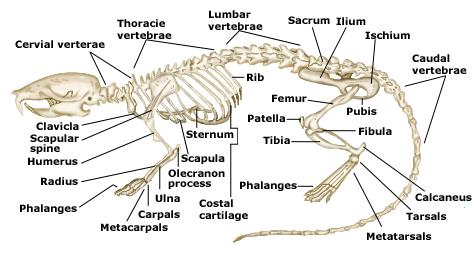 Lumbar
vertebrae
Thoracie
vertebrae
Sacrum
Ilium
Ischium
Cervial verterae
Caudal
vertebrae
Rib
Femur
Pubis
Patella
Clavicla
Scapular
spine
Sternum
Fibula
Tibia
Humerus
Scapula
Olecranon
process
Radius
Phalanges
Ulna
Costal
cartilage
Calcaneus
Phalanges
Carpals
Tarsals
Metacarpals
Metatarsals